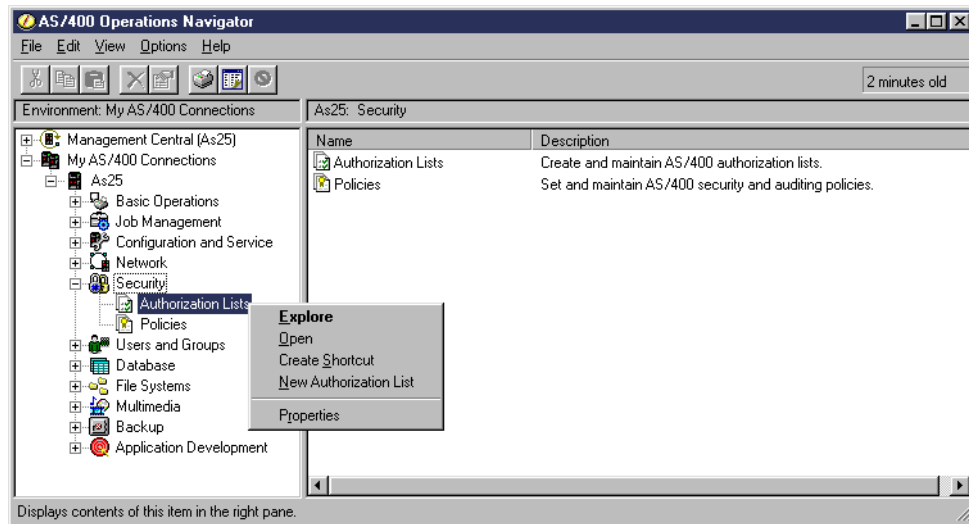 AS/400 Operations Navigator
File Edit View Options Help
2 minutes old
Environment: My AS/400 Connections
As25: Security
Management Central (As25)
My AS/400 Connections
As25
Basic Operations
Job Management
Configuration and Service
Network
Security
Authorization Lists
Policies
Users and Groups
Database
File Systems
Multimedia
Backup
Application Development
Name Description
Authorization Lists Create and maintain AS/400 authorization lists.
Policies Set and maintain AS/400 security and auditing policies.
Explore
Open
Create Shortcut
New Authorization List
Properties
Displays contents of this item in the right pane.